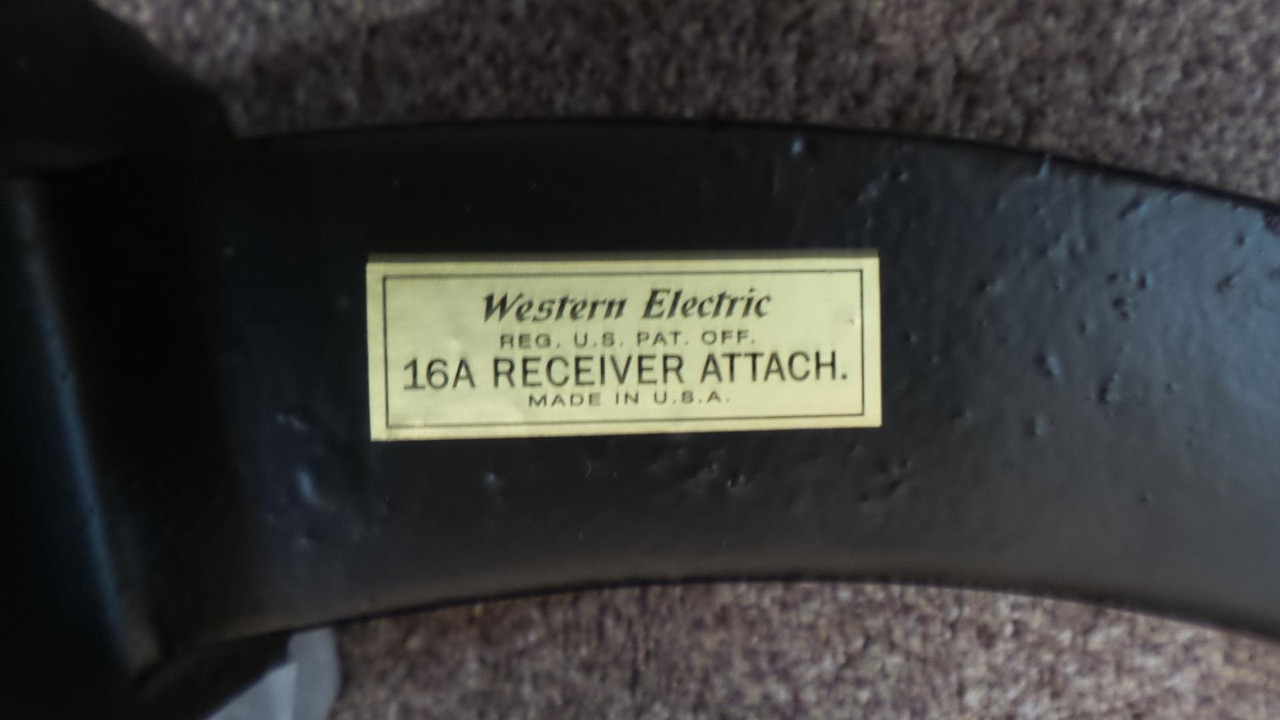 Western Electric
REG. U.S. PAT. OFF.
16A RECEIVER ATTACH.
MADE IN U.S.A.